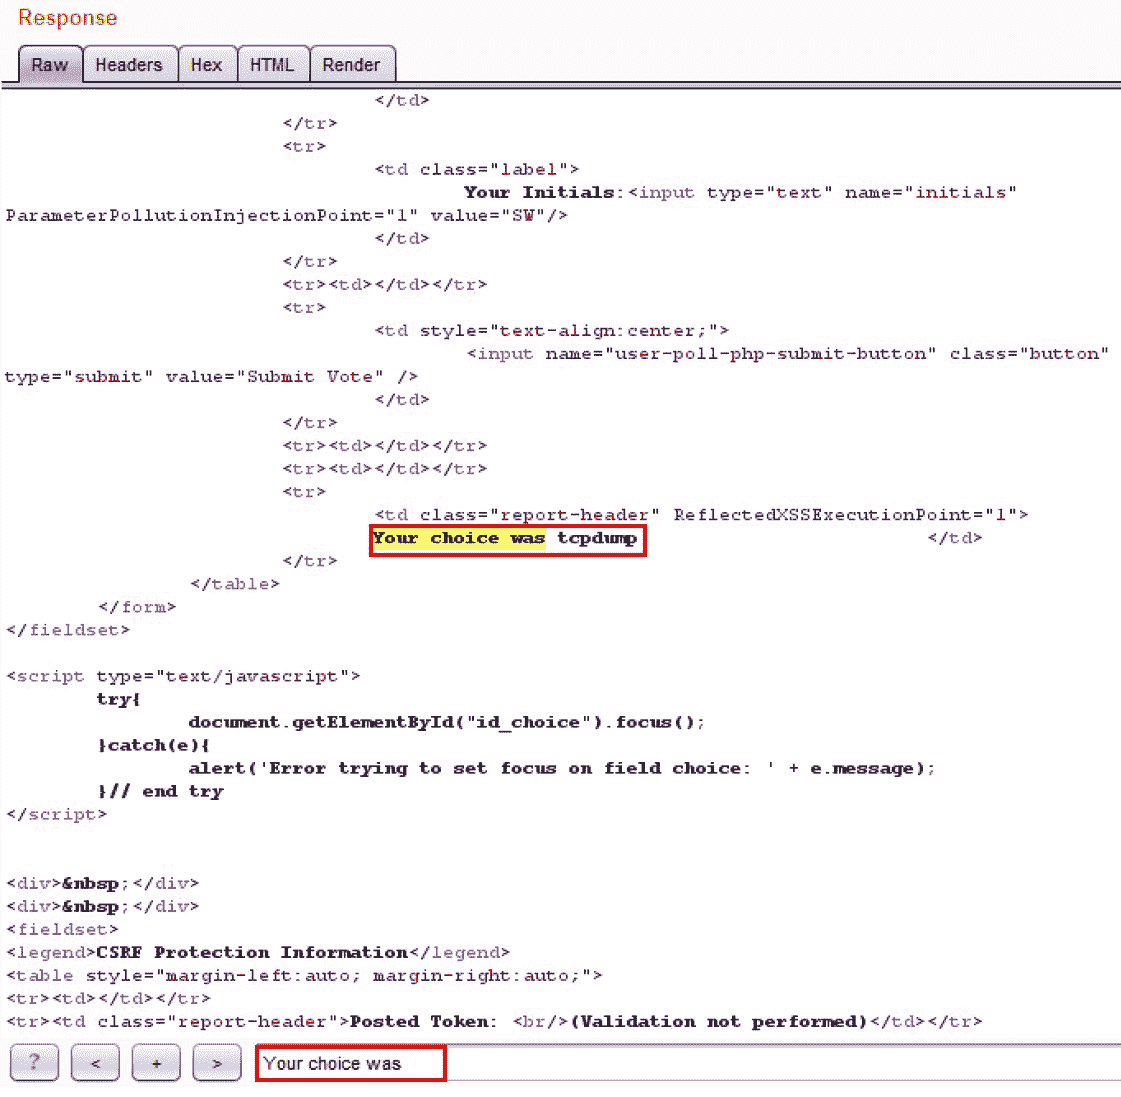 Response
Raw Headers Hex HTML Render
</td>
</tr>
<tr>
<td class="label">
Your Initials:<input type="text" name="initials"
ParameterPollutionInjectionPoint="1" value="SW"/>
</td>
</tr>
<tr><td></td></tr>
<tr>
<td style="text-align:center;">
<input name="user-poll-php-submit-button" class="button"
type="submit" value="Submit Vote" />
</td>
</tr>
<tr><td></td></tr>
<tr><td></td></tr>
<tr>
<td class="report-header" ReflectedXSSExecutionPoint="1">
Your choice was tcpdump </td>
</tr>
</table>
</form>
</fieldset>
<script type="text/javascript">
try{
document.getElementById("id_choice").focus();
}catch(e){
alert('Error trying to set focus on field choice: ' + e.message);
}// end try
</script>
<div>&nbsp;</div>
<div>&nbsp;</div>
<fieldset>
<legend>CSRF Protection Information</legend>
<table style="margin-left:auto; margin-right:auto;">
<tr><td></td></tr>
<tr><td class="report-header">Posted Token: <br/>(Validation not performed)</td></tr>
? < + > Your choice was